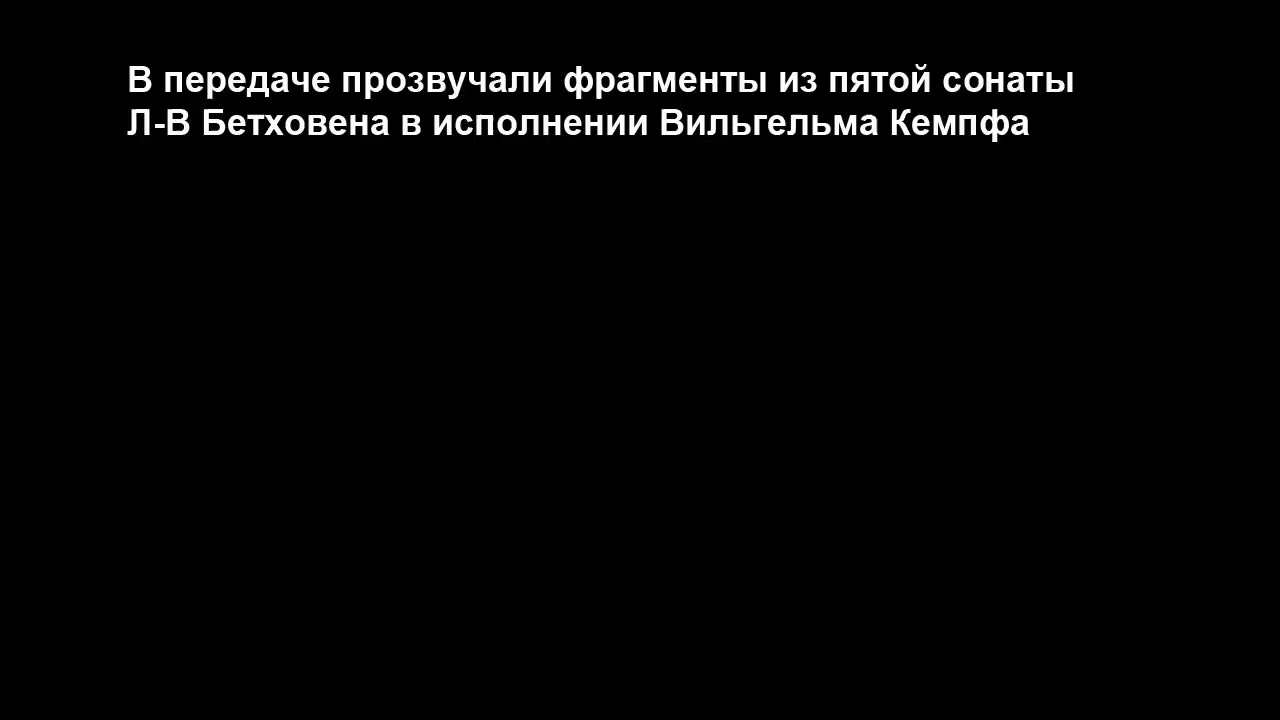 В передаче прозвучали фрагменты из пятой сонаты
Л-В Бетховена в исполнении Вильгельма Кемпфа